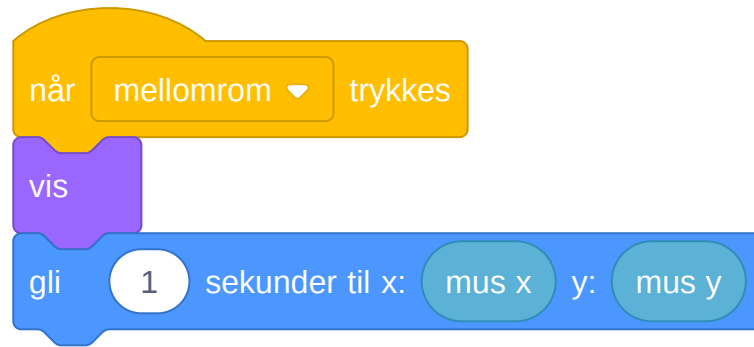 når mellomrom trykkes
vis
gli 1 sekunder til x: mus x y: mus y